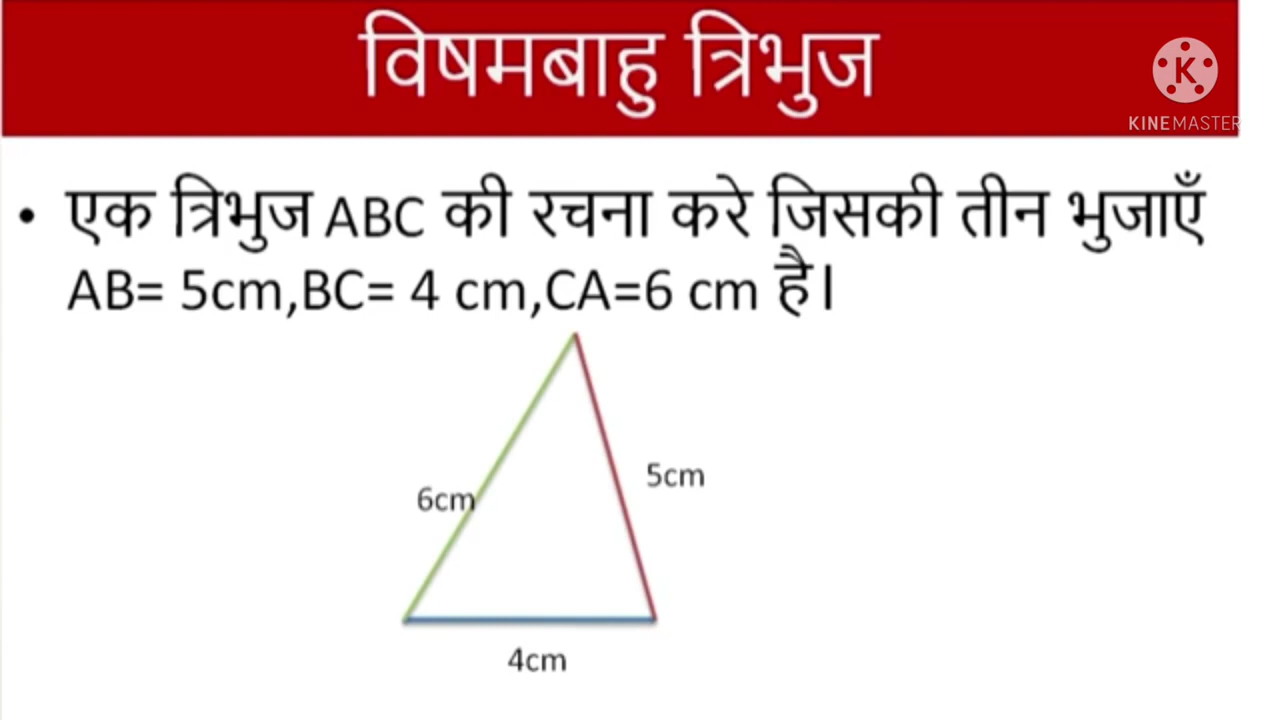 विषमबाहु त्रिभुज
K
KINEMASTER
• एक त्रिभुज ABC की रचना करे जिसकी तीन भुजाएँ
AB= 5cm,BC= 4 cm,CA=6 cm है।
5cm
6cm
4cm